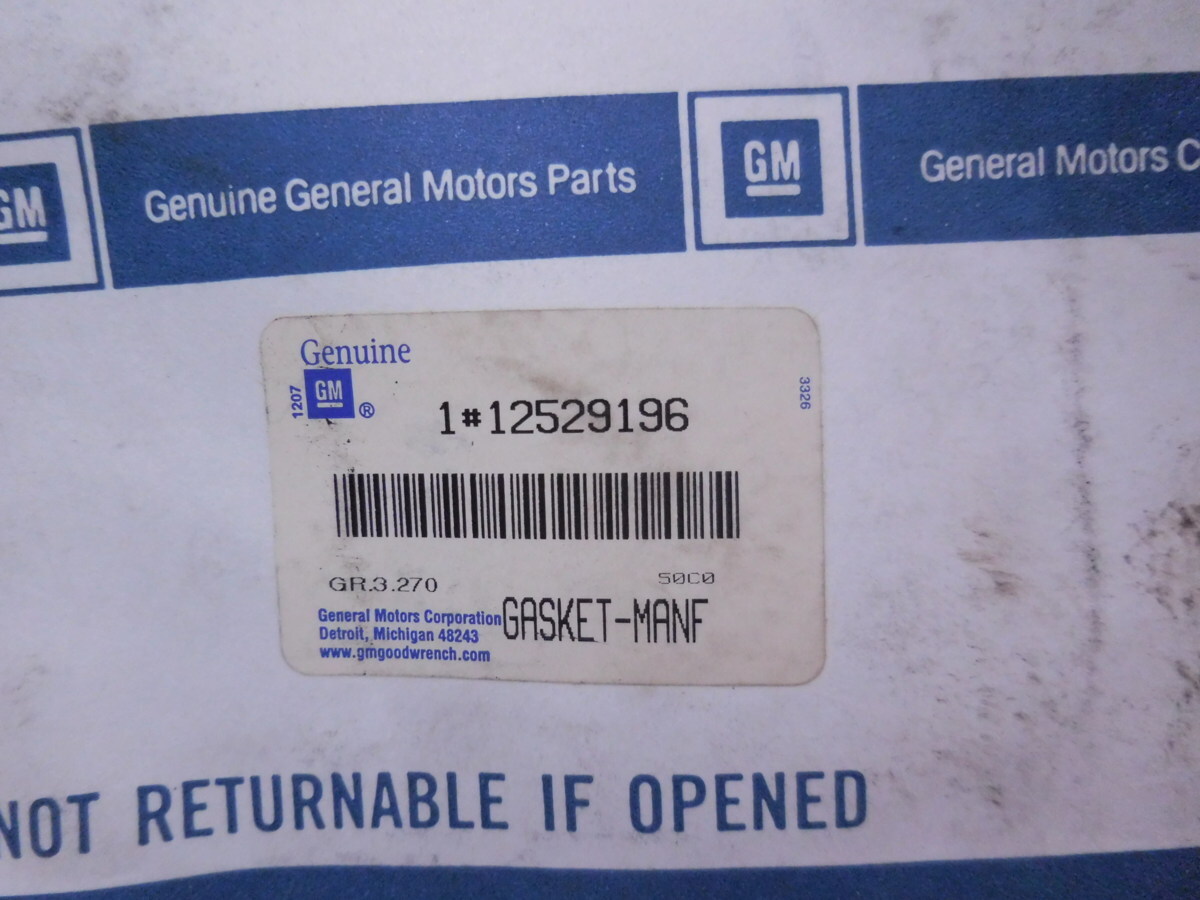 GM
Genuine General Motors Parts
GM
General Motors C
Genuine
1207
GM
®
1#12529196
3326
GR.3.270
50C0
General Motors Corporation
Detroit, Michigan 48243
www.gmgoodwrench.com
GASKET-MANF
NOT RETURNABLE IF OPENED